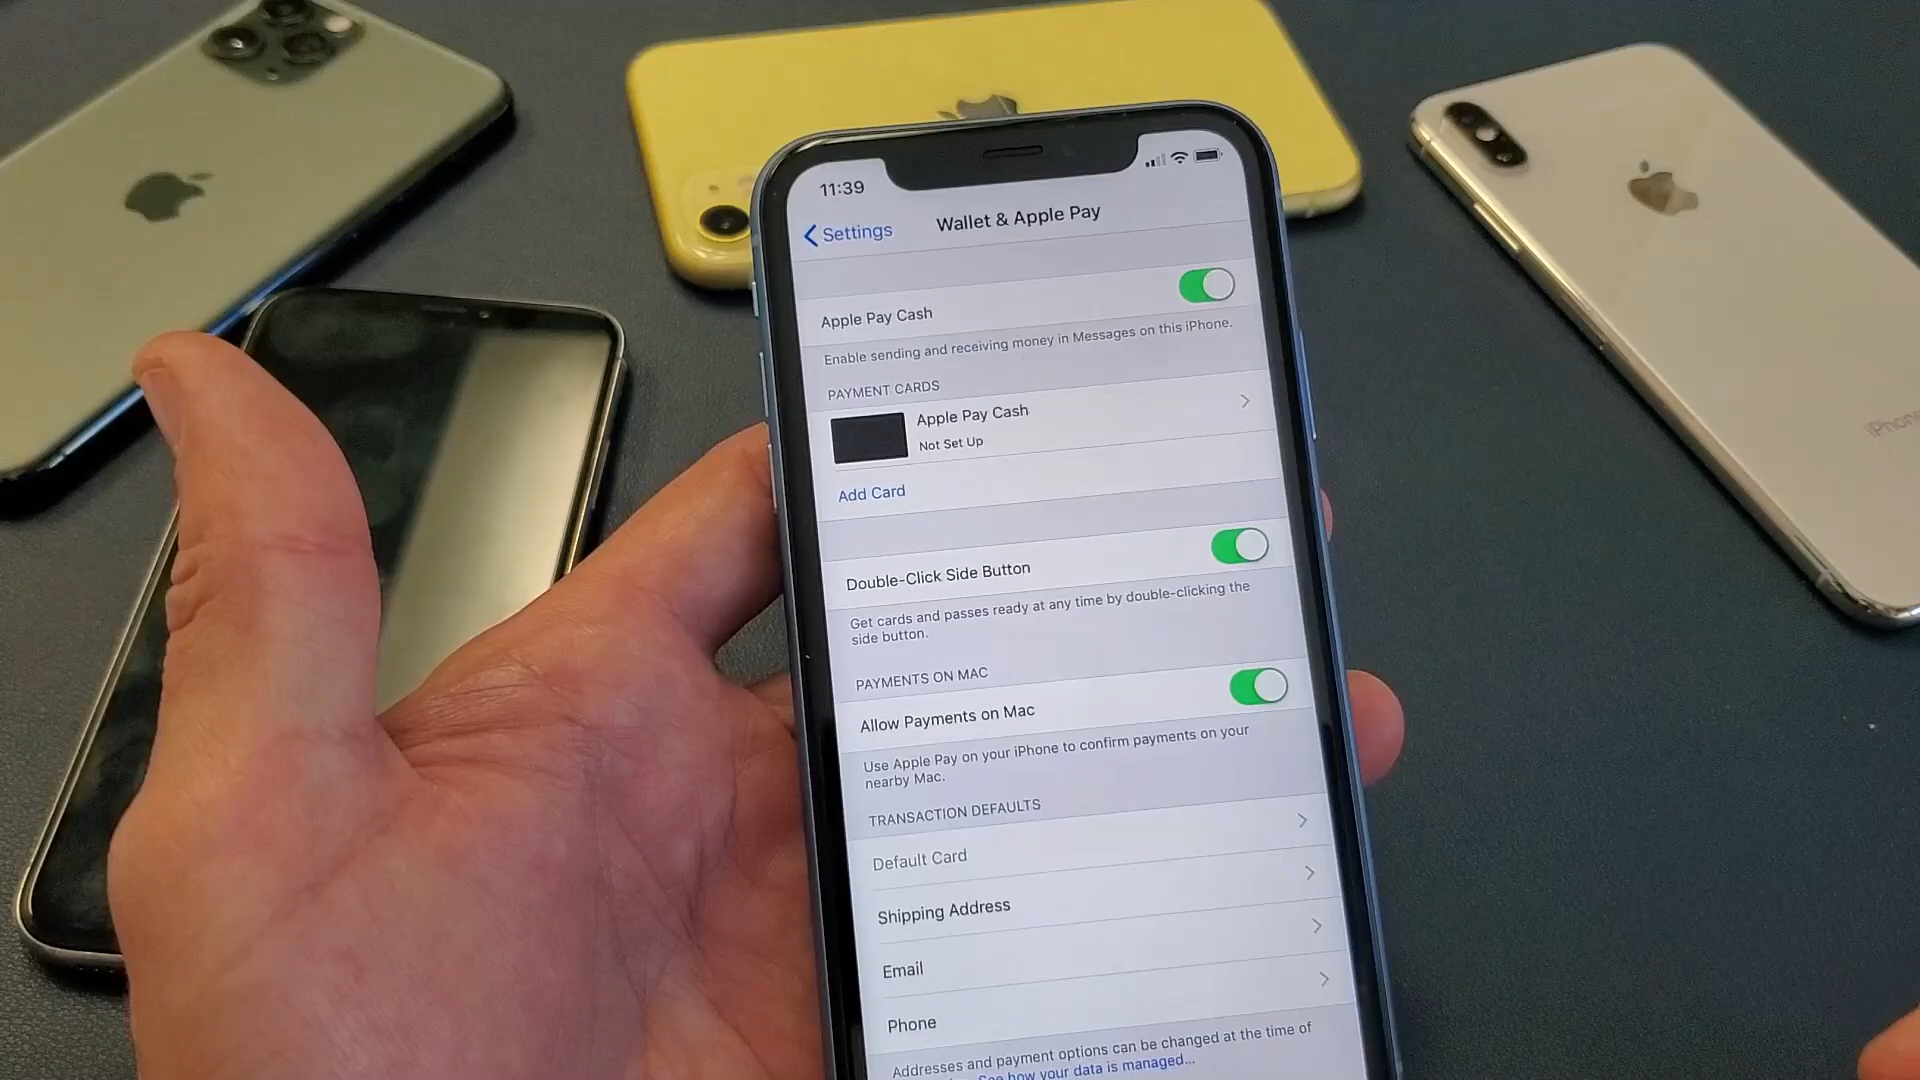 11:39
Settings
Wallet & Apple Pay
Apple Pay Cash
Enable sending and receiving money in Messages on this iPhone.
PAYMENT CARDS
Apple Pay Cash
Not Set Up
Add Card
Double-Click Side Button
Get cards and passes ready at any time by double-clicking the
side button.
PAYMENTS ON MAC
Allow Payments on Mac
Use Apple Pay on your iPhone to confirm payments on your
nearby Mac.
TRANSACTION DEFAULTS
Default Card
Shipping Address
Email
Phone
Addresses and payment options can be changed at the time of
See how your data is managed...
iPhone